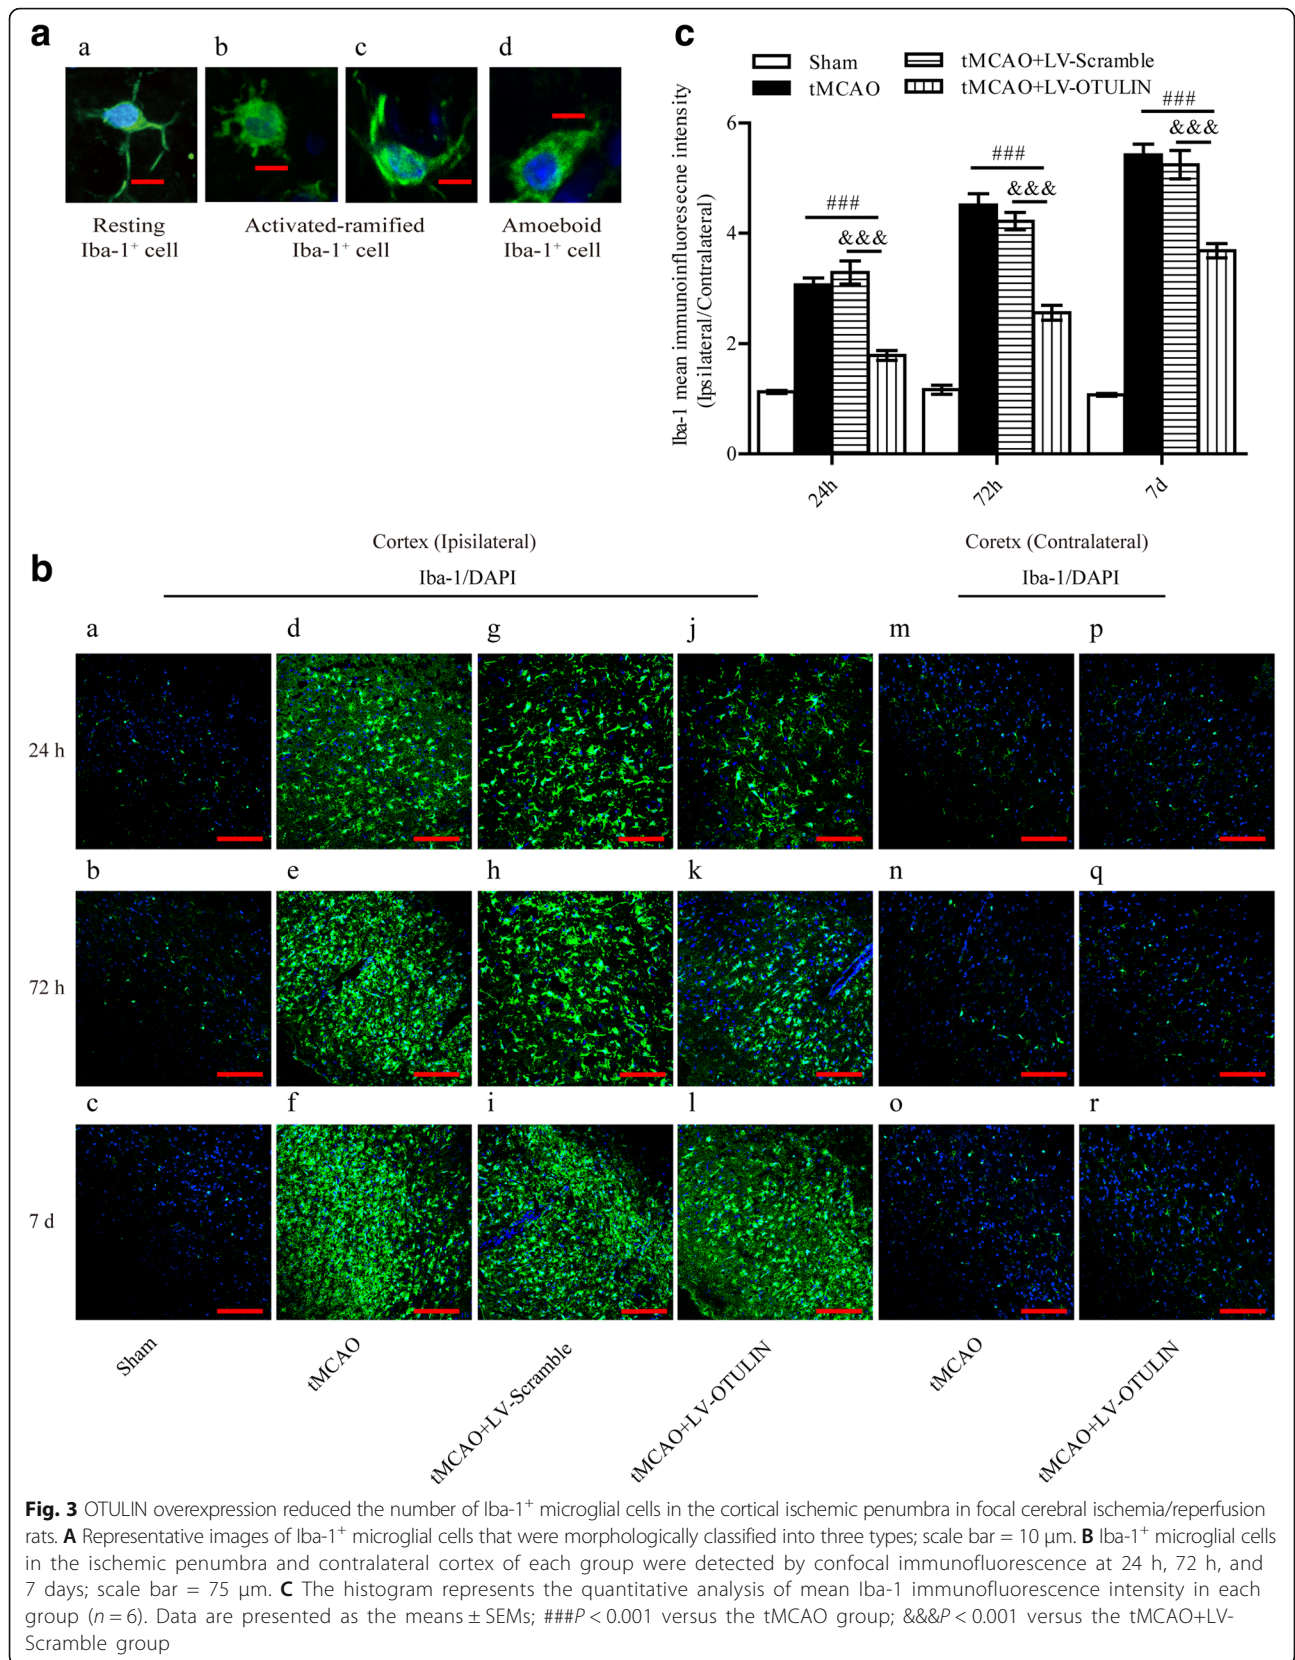 a
a
b
c
d
Resting
Iba-1⁺ cell
Activated-ramified
Iba-1⁺ cell
Amoeboid
Iba-1⁺ cell
c
Sham
tMCAO
tMCAO+LV-Scramble
tMCAO+LV-OTULIN
Iba-1 mean immunoinfluoresecne intensity
(Ipsilateral/Contralateral)
6
4
2
0
###
&&&
###
&&&
###
&&&
24h
72h
7d
b
Cortex (Ipisilateral)
Iba-1/DAPI
Coretx (Contralateral)
Iba-1/DAPI
a
d
g
j
m
p
24 h
b
e
h
k
n
q
72 h
c
f
i
l
o
r
7 d
Sham
tMCAO
tMCAO+LV-Scramble
tMCAO+LV-OTULIN
tMCAO
tMCAO+LV-OTULIN
Fig. 3 OTULIN overexpression reduced the number of Iba-1⁺ microglial cells in the cortical ischemic penumbra in focal cerebral ischemia/reperfusion
rats. A Representative images of Iba-1⁺ microglial cells that were morphologically classified into three types; scale bar = 10 μm. B Iba-1⁺ microglial cells
in the ischemic penumbra and contralateral cortex of each group were detected by confocal immunofluorescence at 24 h, 72 h, and
7 days; scale bar = 75 μm. C The histogram represents the quantitative analysis of mean Iba-1 immunofluorescence intensity in each
group (n = 6). Data are presented as the means ± SEMs; ###P < 0.001 versus the tMCAO group; &&&P < 0.001 versus the tMCAO+LV-
Scramble group